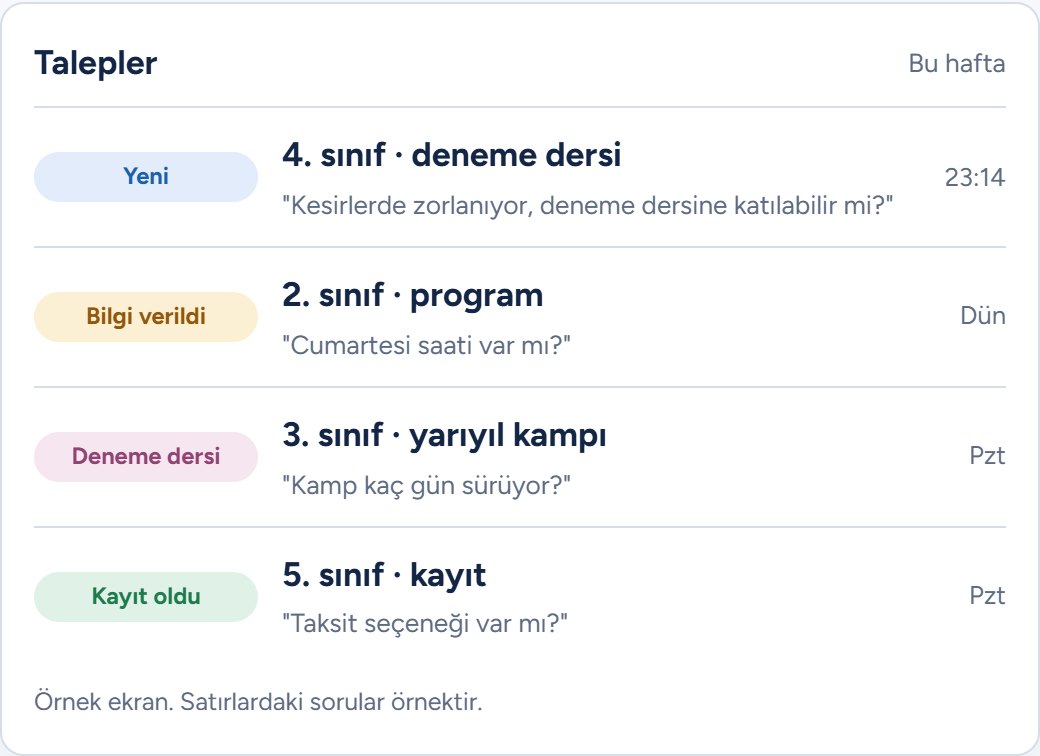 Talepler
Bu hafta
Yeni
4. sınıf · deneme dersi
"Kesirlerde zorlanıyor, deneme dersine katılabilir mi?"
23:14
Bilgi verildi
2. sınıf · program
"Cumartesi saati var mı?"
Dün
Deneme dersi
3. sınıf · yarıyıl kampı
"Kamp kaç gün sürüyor?"
Pzt
Kayıt oldu
5. sınıf · kayıt
"Taksit seçeneği var mı?"
Pzt
Örnek ekran. Satırlardaki sorular örnektir.